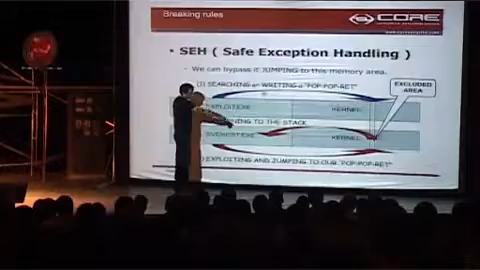 Breaking rules
CORE
• SEH ( Safe Exception Handling )
- We can bypass it JUMPING to this memory area.
(1) SEARCHING or WRITING a "POP-POP-RET"
EXCLUDED
AREA
KERNEL
TO THE STACK
KERNEL
EXPLOITING AND JUMPING TO OUR "POP-POP-RET"